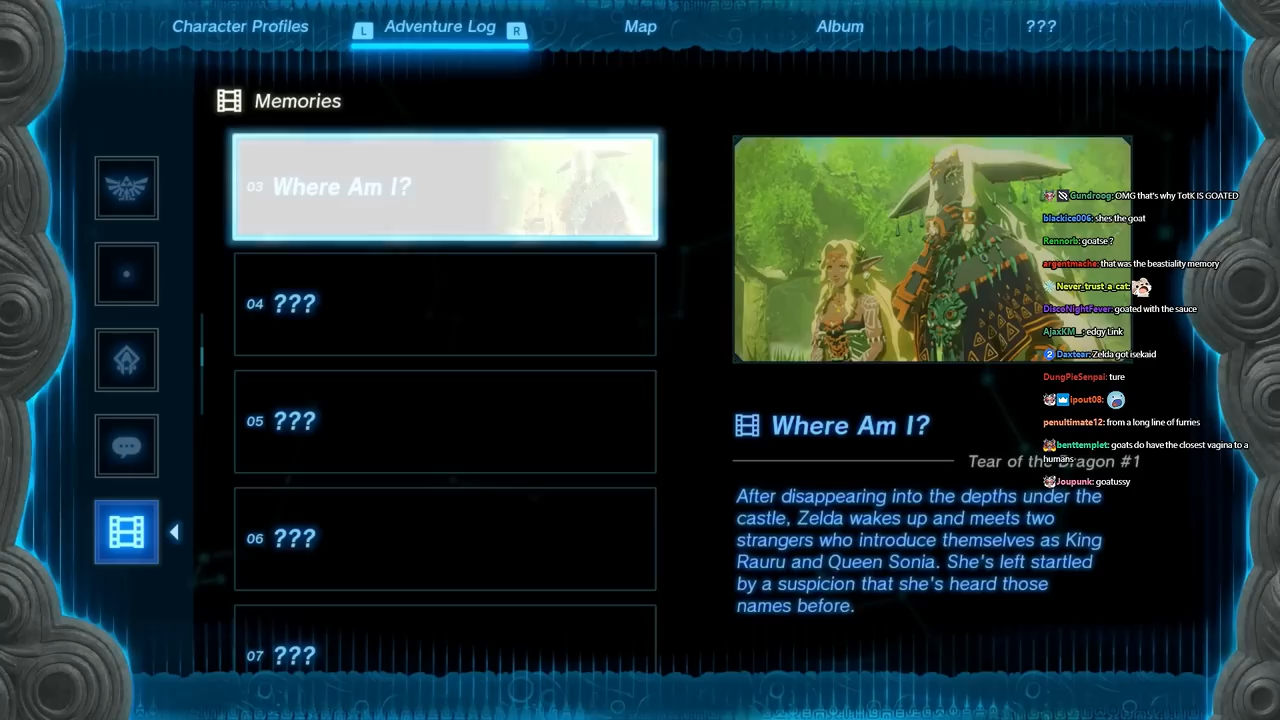 Character Profiles
L Adventure Log R
Map
Album
???
Memories
03 Where Am I?
04 ???
05 ???
06 ???
07 ???
Where Am I?
Tear of the Dragon #1
After disappearing into the depths under the
castle, Zelda wakes up and meets two
strangers who introduce themselves as King
Rauru and Queen Sonia. She's left startled
by a suspicion that she's heard those
names before.
Gundroog: OMG that's why TotK IS GOATED
blackice006: shes the goat
Rennorb: goatse ?
argentmache: that was the beastiality memory
Never_trust_a_cat:
DiscoNightFever: goated with the sauce
AjaxKM_: edgy Link
2 Daxtear: Zelda got isekaid
DungPieSenpai: ture
ipout08:
penultimate12: from a long line of furries
benttemplet: goats do have the closest vagina to a
humans
Joupunk: goatussy